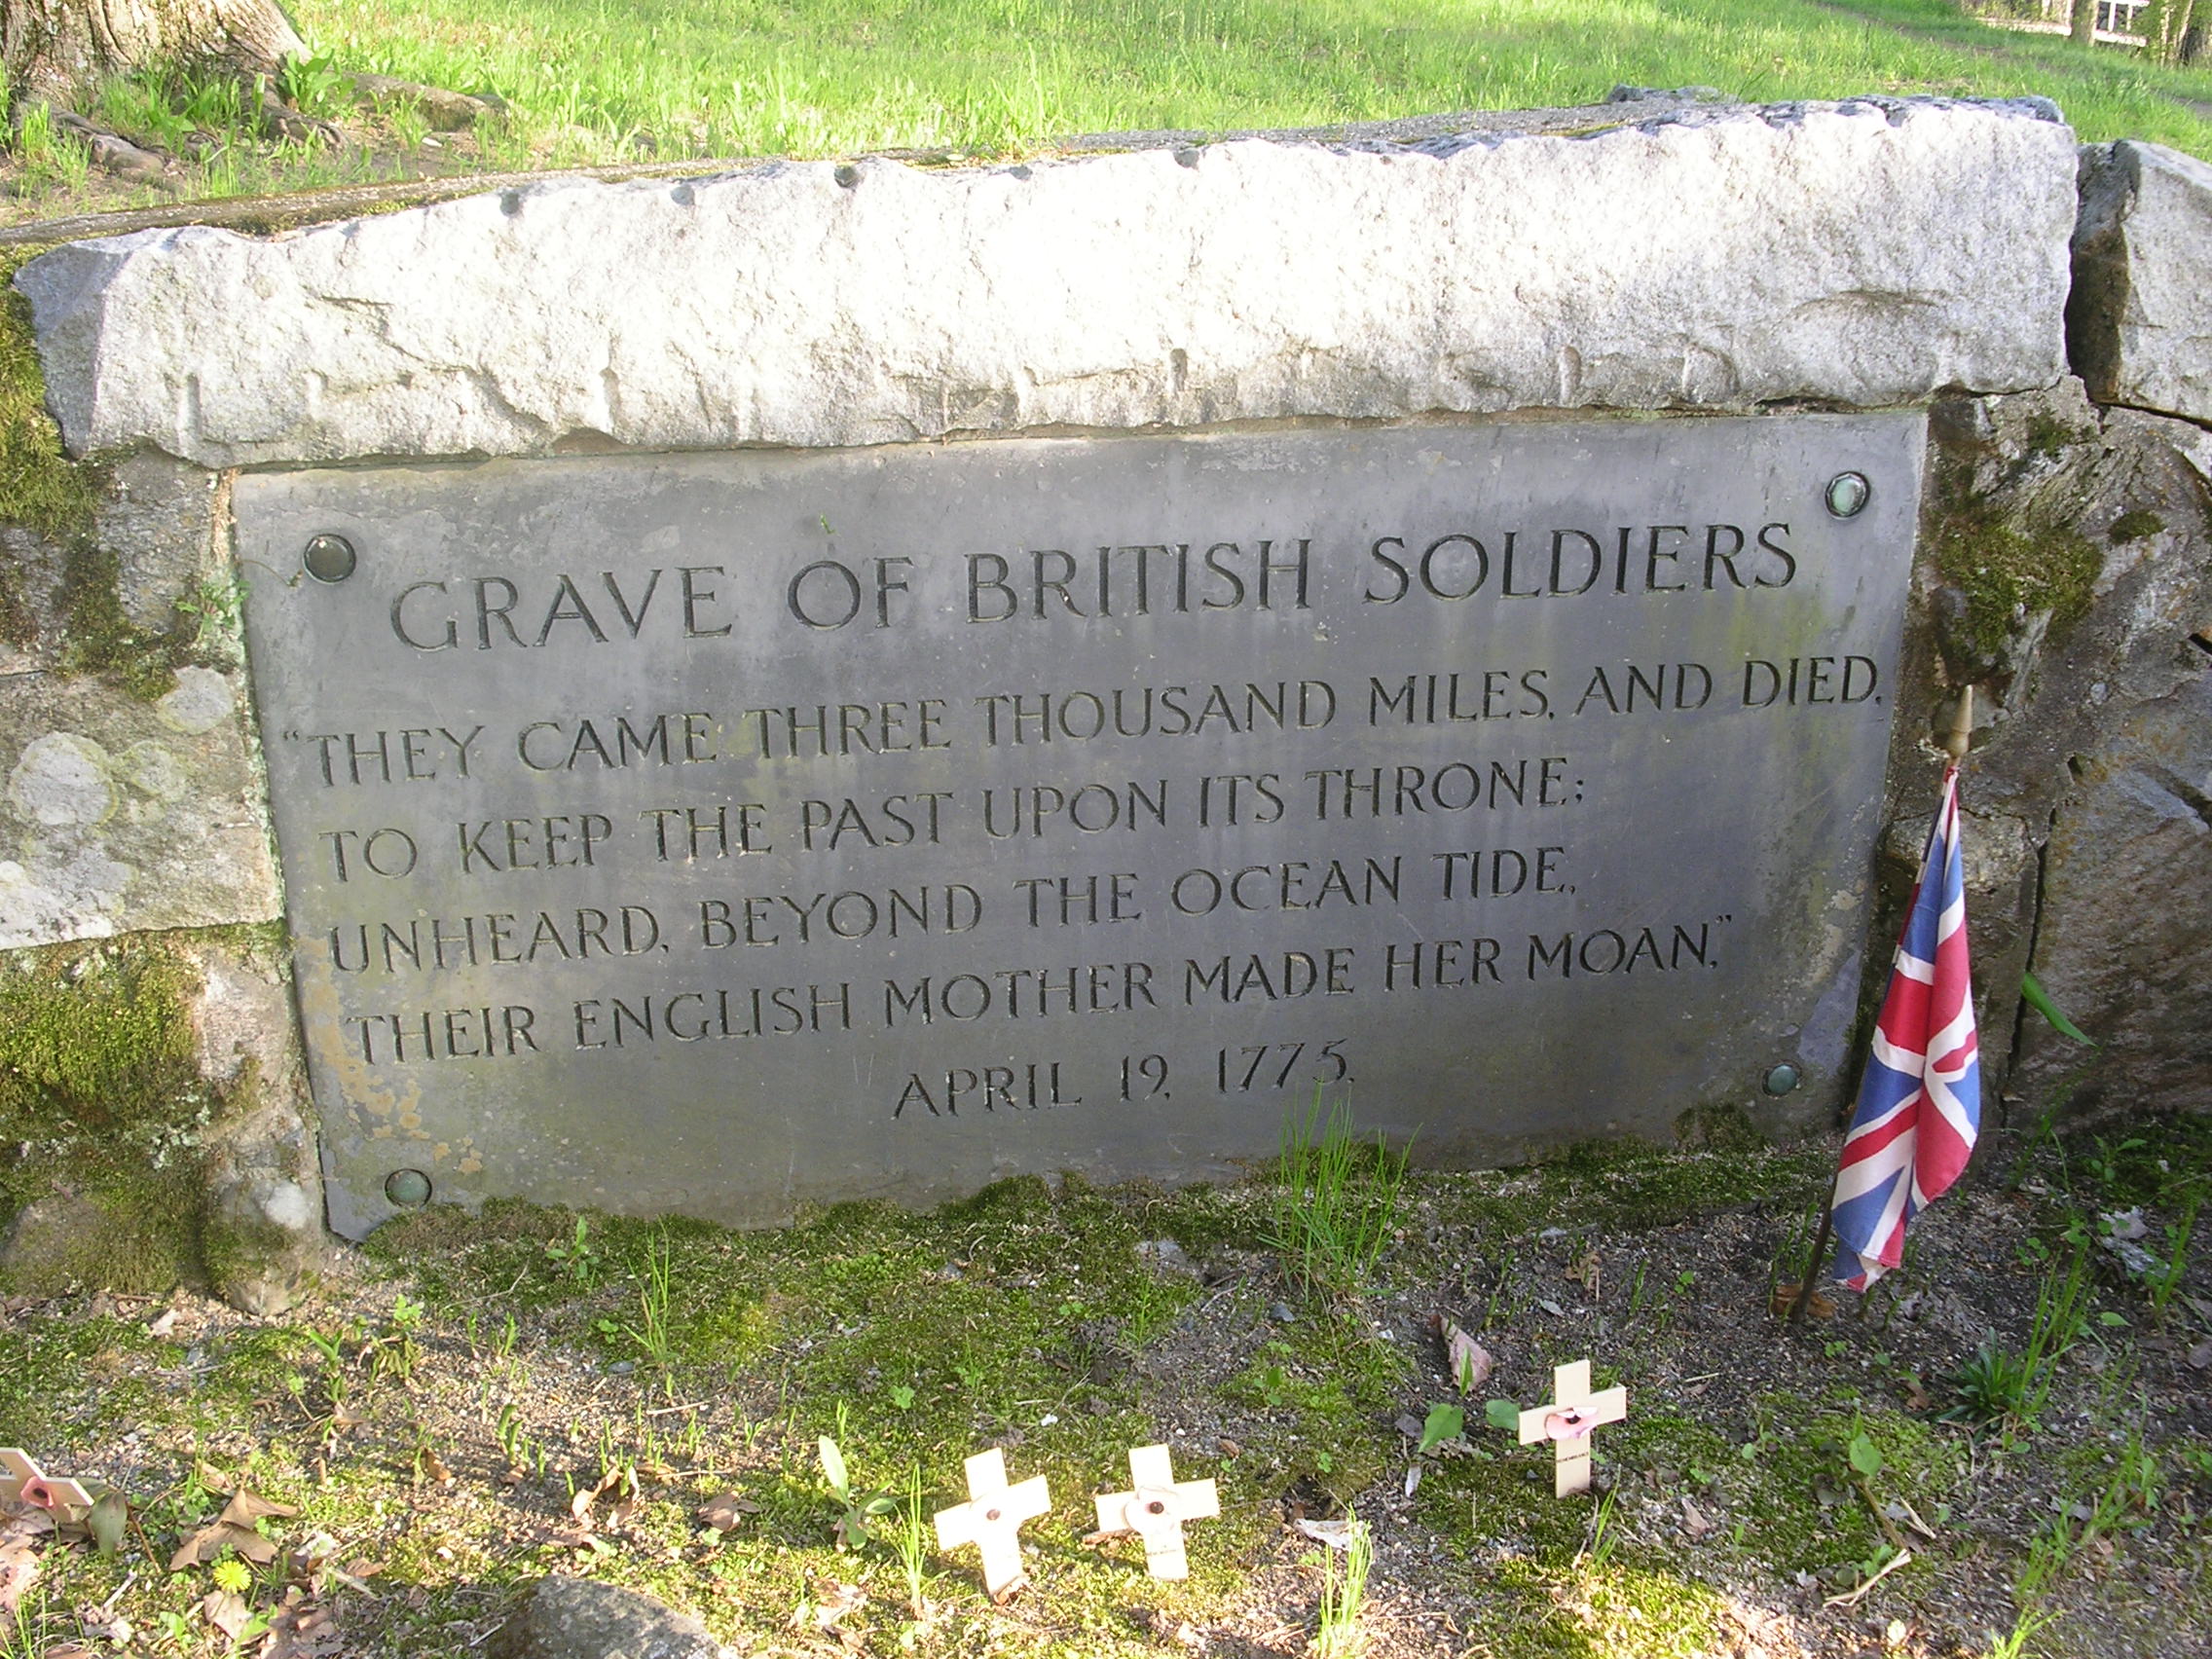 GRAVE OF BRITISH SOLDIERS
"THEY CAME THREE THOUSAND MILES, AND DIED,
TO KEEP THE PAST UPON ITS THRONE;
UNHEARD, BEYOND THE OCEAN TIDE,
THEIR ENGLISH MOTHER MADE HER MOAN."
APRIL 19, 1775.